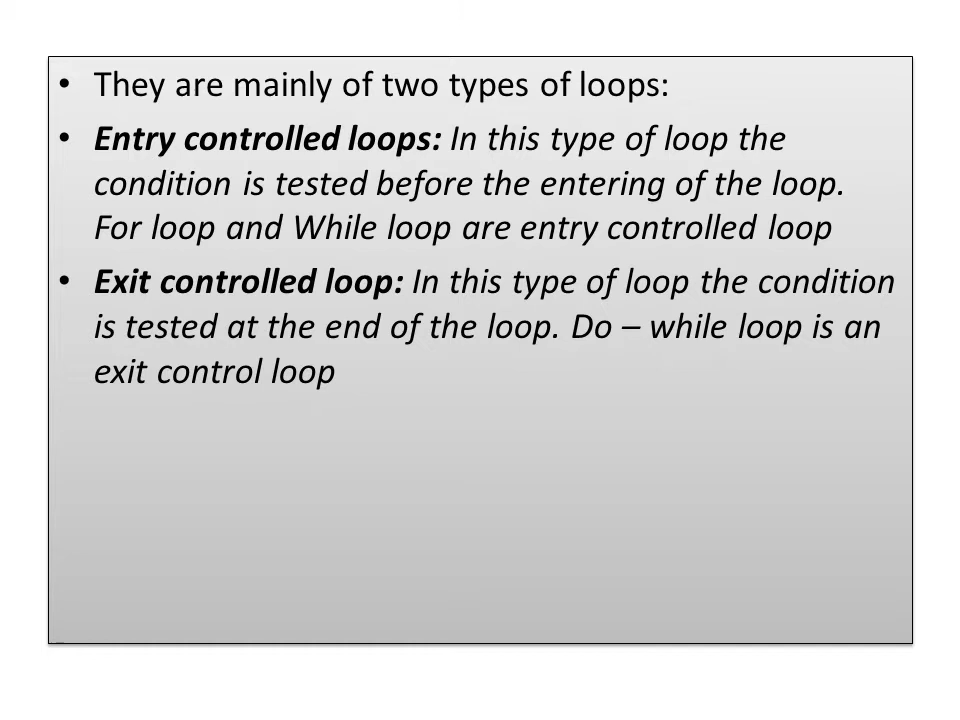 • They are mainly of two types of loops:
• Entry controlled loops: In this type of loop the
condition is tested before the entering of the loop.
For loop and While loop are entry controlled loop
• Exit controlled loop: In this type of loop the condition
is tested at the end of the loop. Do – while loop is an
exit control loop